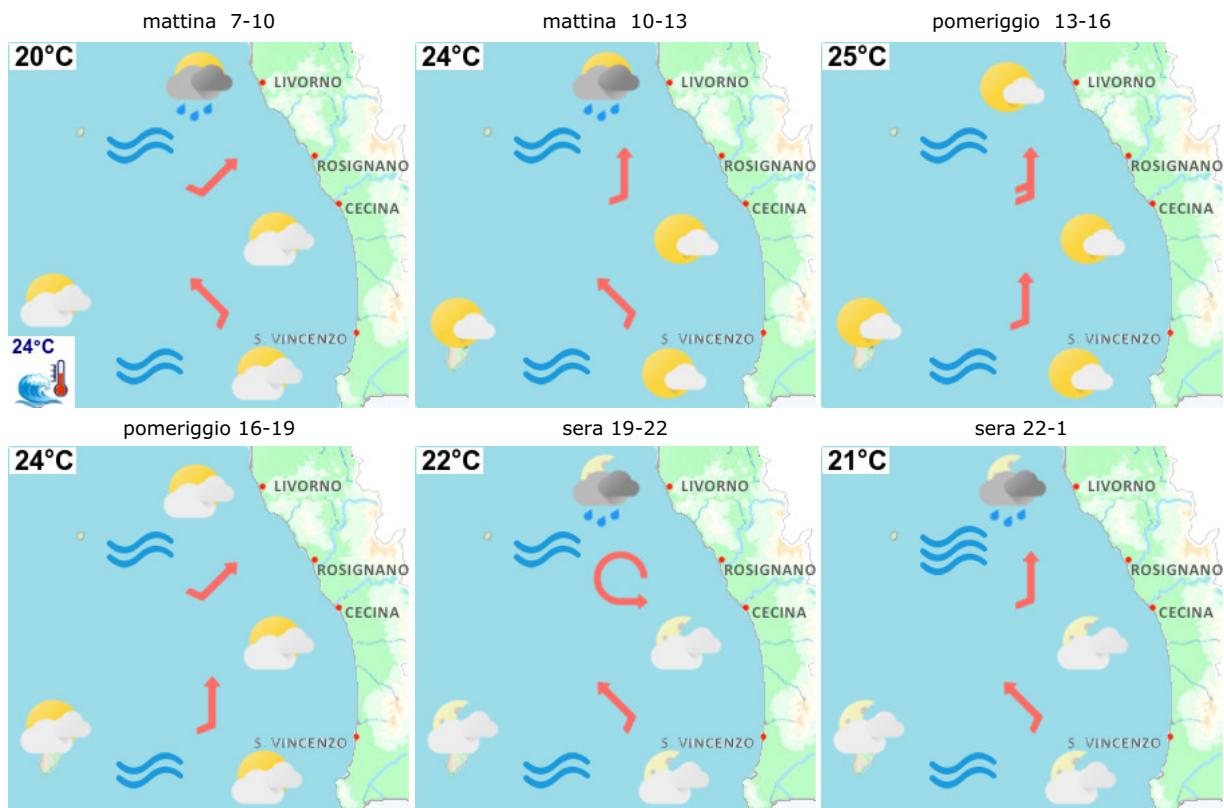 mattina 7-10
mattina 10-13
pomeriggio 13-16
20°C
LIVORNO
ROSIGNANO
CECINA
S. VINCENZO
24°C
24°C
LIVORNO
ROSIGNANO
CECINA
S. VINCENZO
25°C
LIVORNO
ROSIGNANO
CECINA
S. VINCENZO
pomeriggio 16-19
sera 19-22
sera 22-1
24°C
LIVORNO
ROSIGNANO
CECINA
S. VINCENZO
22°C
LIVORNO
ROSIGNANO
CECINA
S. VINCENZO
21°C
LIVORNO
ROSIGNANO
CECINA
S. VINCENZO